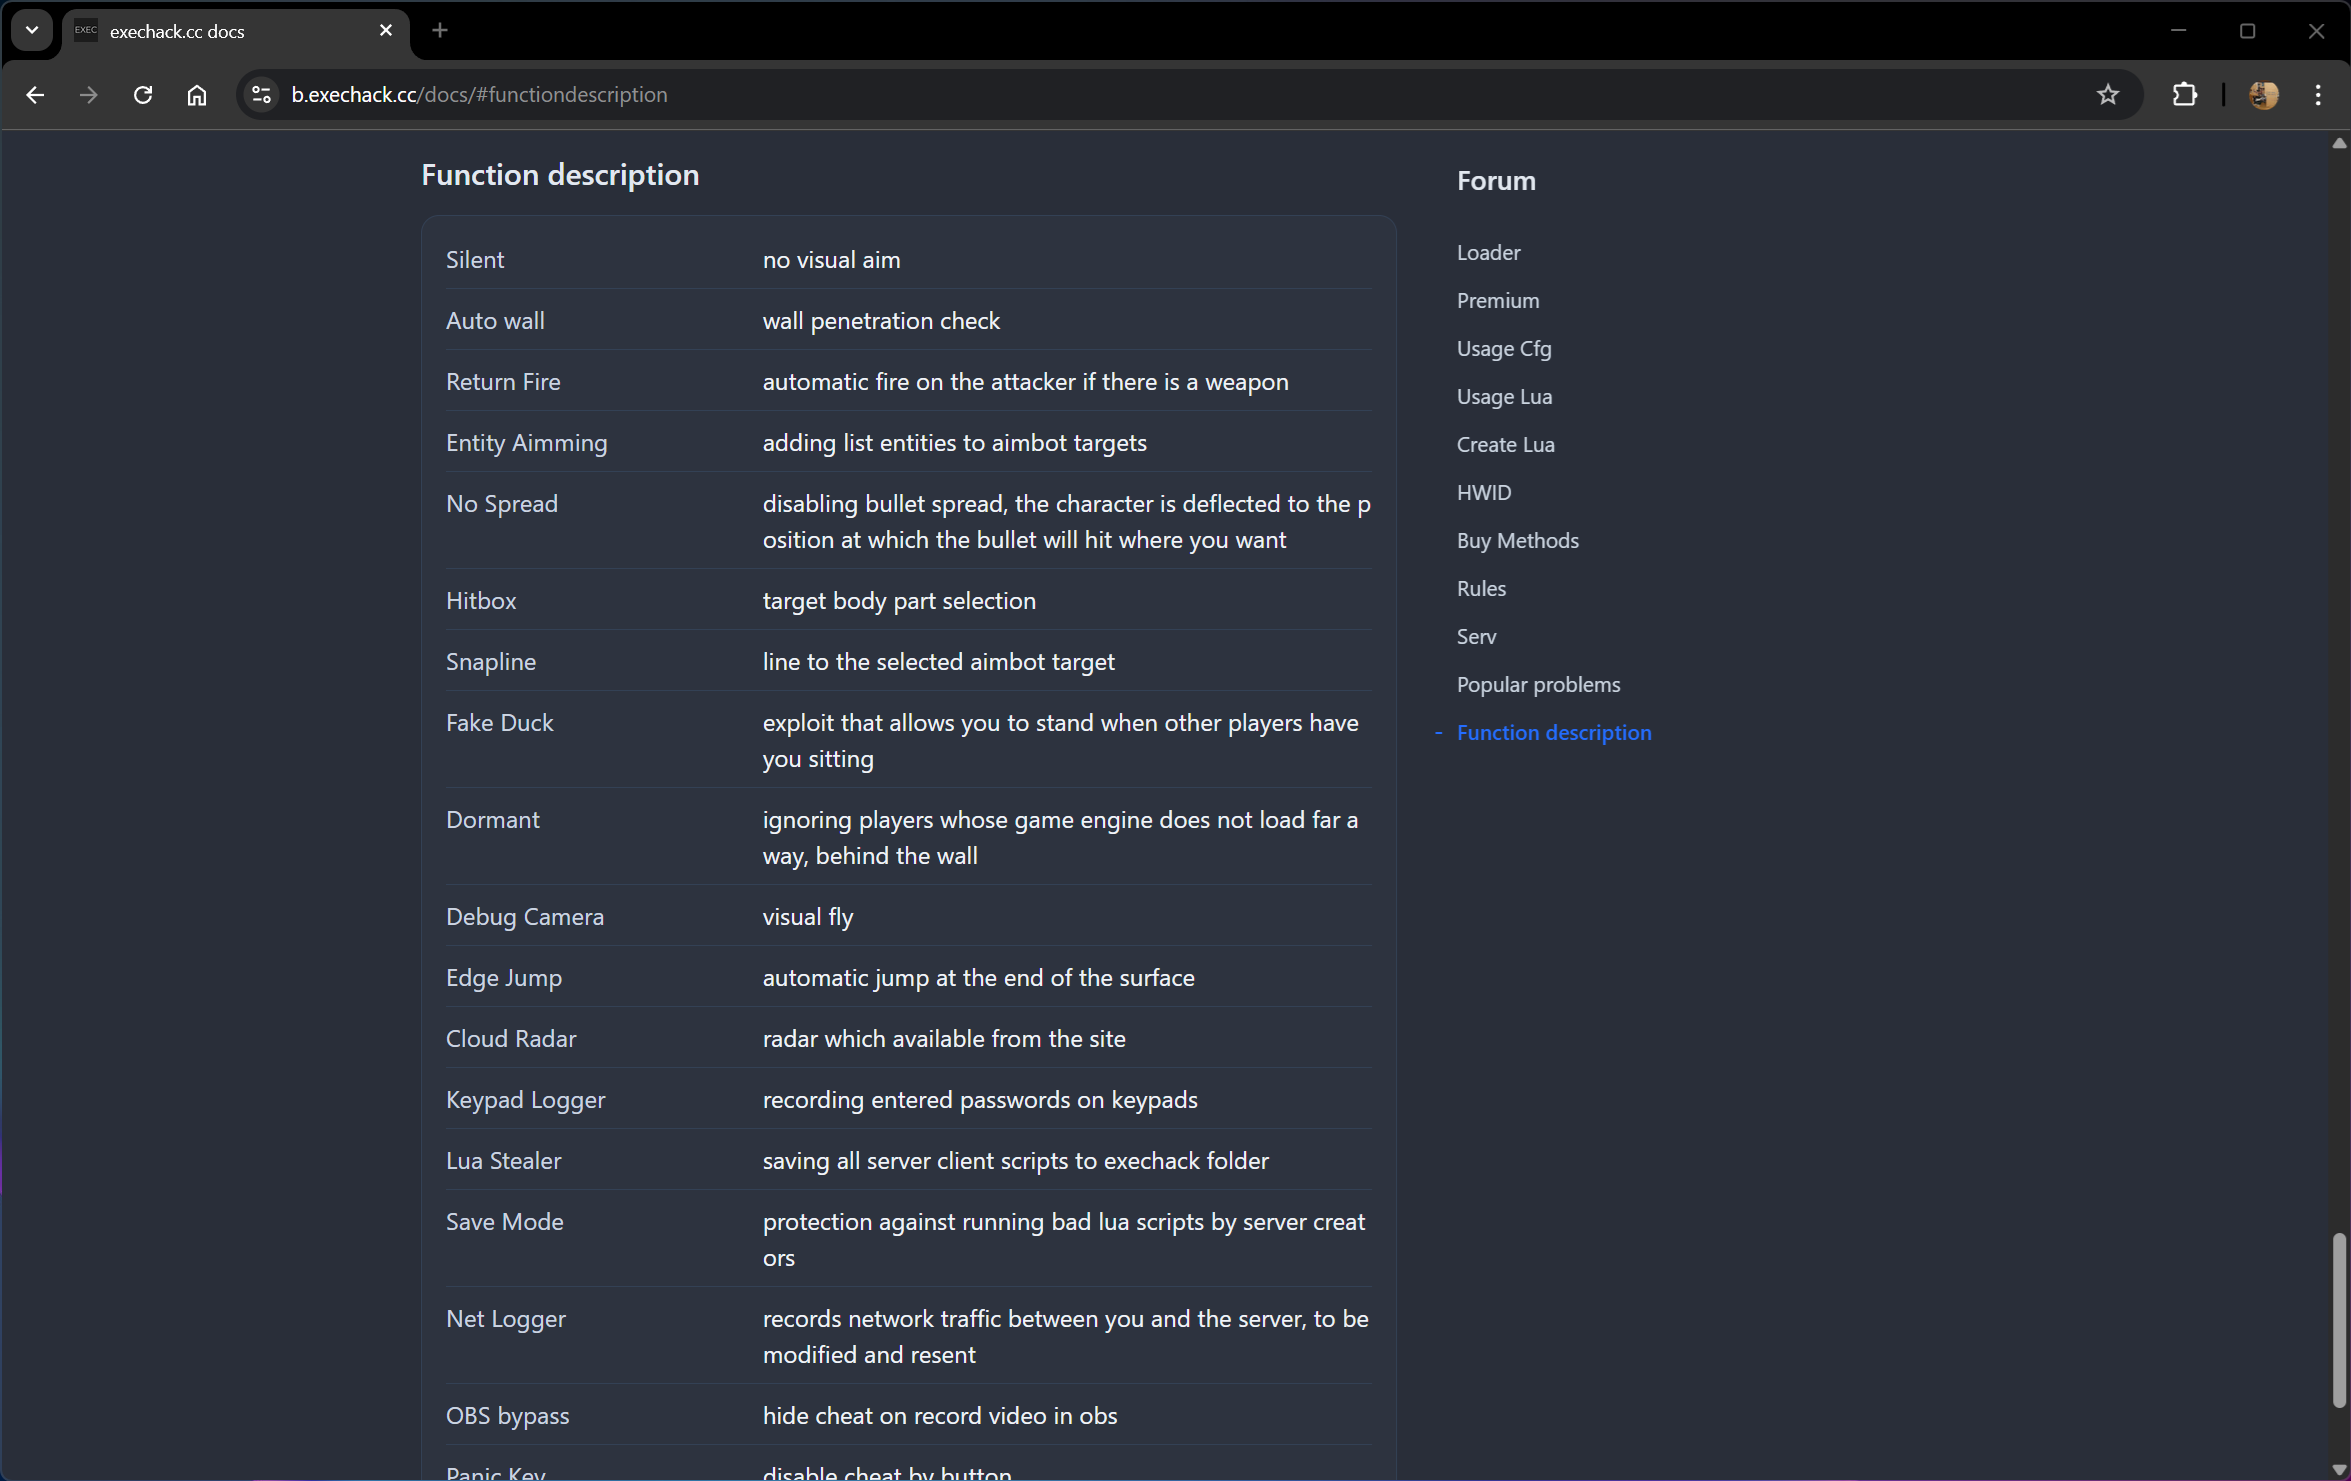 EXEC
exechack.cc docs
b.exechack.cc/docs/#functiondescription
Function description
Silent
no visual aim
Auto wall
wall penetration check
Return Fire
automatic fire on the attacker if there is a weapon
Entity Aimming
adding list entities to aimbot targets
No Spread
disabling bullet spread, the character is deflected to the p
osition at which the bullet will hit where you want
Hitbox
target body part selection
Snapline
line to the selected aimbot target
Fake Duck
exploit that allows you to stand when other players have
you sitting
Dormant
ignoring players whose game engine does not load far a
way, behind the wall
Debug Camera
visual fly
Edge Jump
automatic jump at the end of the surface
Cloud Radar
radar which available from the site
Keypad Logger
recording entered passwords on keypads
Lua Stealer
saving all server client scripts to exechack folder
Save Mode
protection against running bad lua scripts by server creat
ors
Net Logger
records network traffic between you and the server, to be
modified and resent
OBS bypass
hide cheat on record video in obs
Panic Key
disable cheat by button
Forum
Loader
Premium
Usage Cfg
Usage Lua
Create Lua
HWID
Buy Methods
Rules
Serv
Popular problems
- Function description